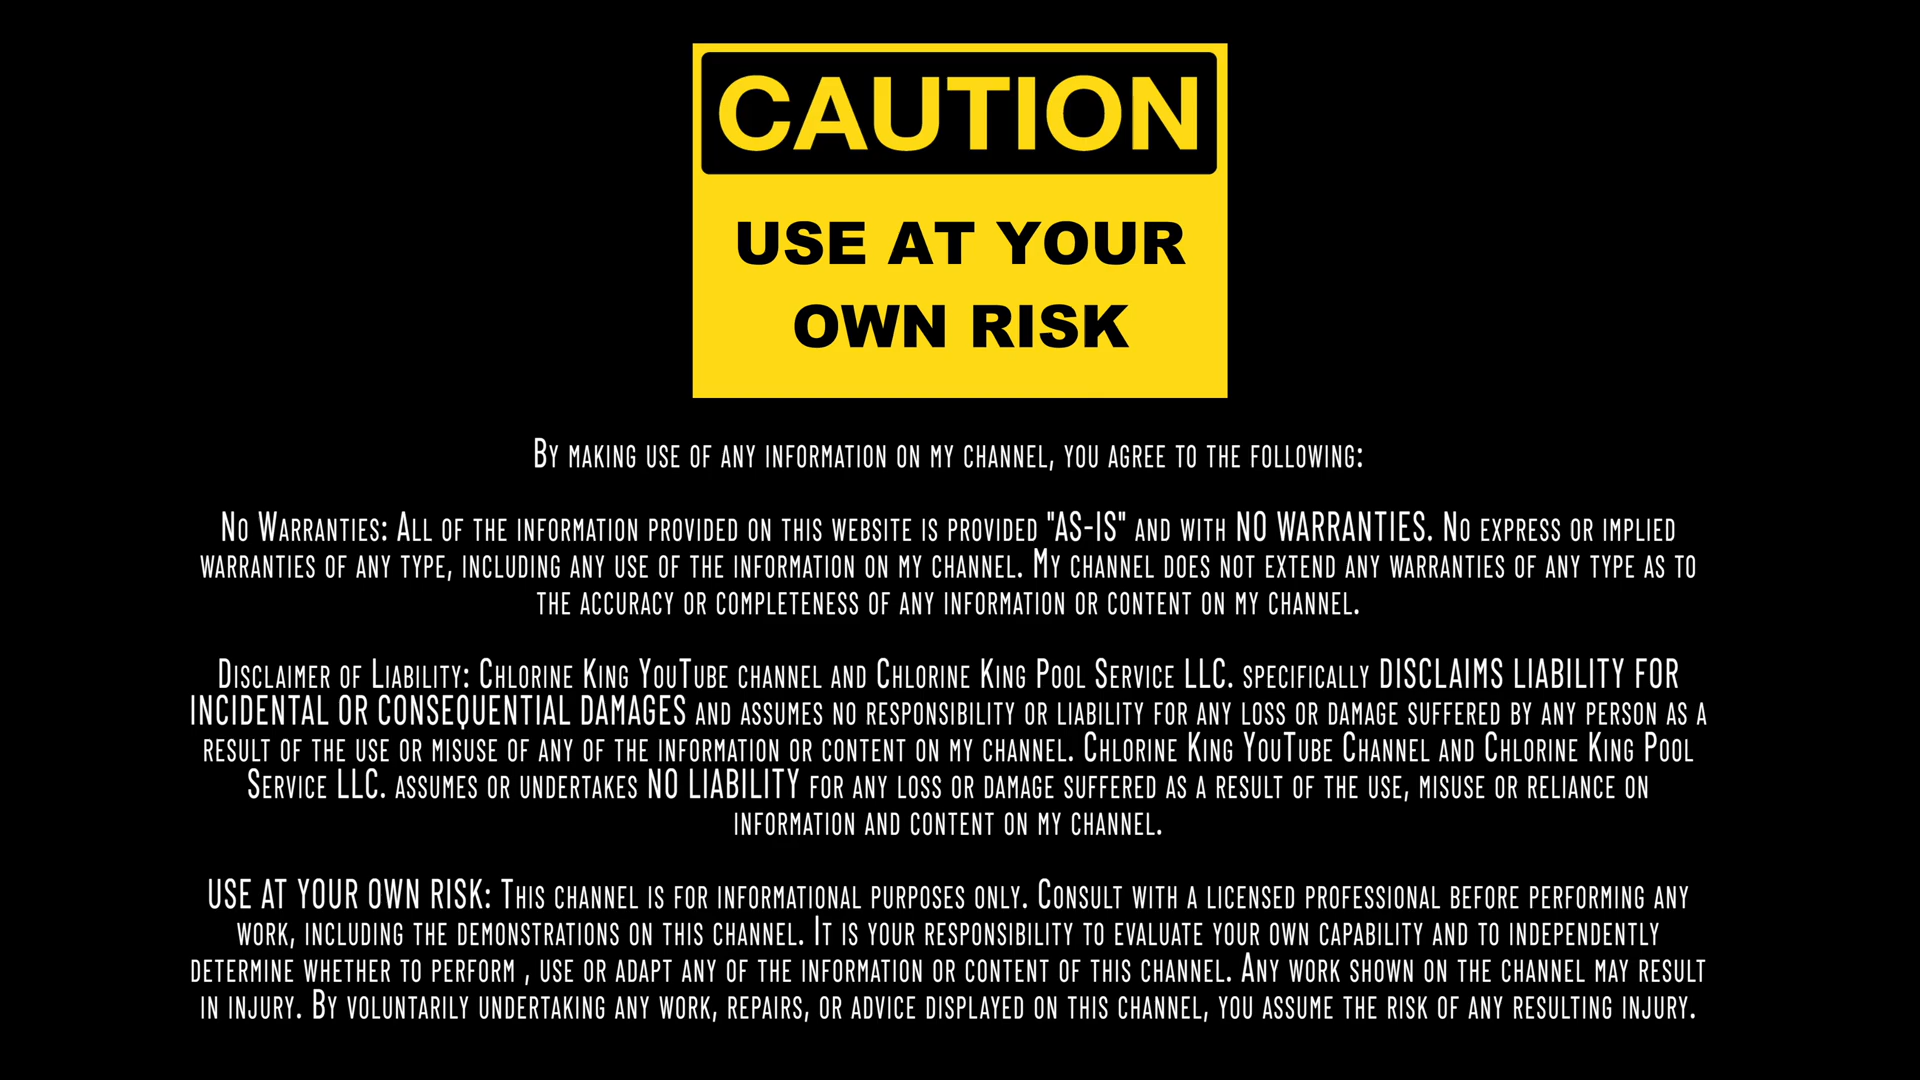 CAUTION
USE AT YOUR
OWN RISK
By making use of any information on my channel, you agree to the following:
No Warranties: All of the information provided on this website is provided "AS-IS" and with NO WARRANTIES. No express or implied
warranties of any type, including any use of the information on my channel. My channel does not extend any warranties of any type as to
the accuracy or completeness of any information or content on my channel.
Disclaimer of Liability: Chlorine King YouTube channel and Chlorine King Pool Service LLC. specifically DISCLAIMS LIABILITY FOR
INCIDENTAL OR CONSEQUENTIAL DAMAGES and assumes no responsibility or liability for any loss or damage suffered by any person as a
result of the use or misuse of any of the information or content on my channel. Chlorine King YouTube Channel and Chlorine King Pool
Service LLC. assumes or undertakes NO LIABILITY for any loss or damage suffered as a result of the use, misuse or reliance on
information and content on my channel.
USE AT YOUR OWN RISK: This channel is for informational purposes only. Consult with a licensed professional before performing any
work, including the demonstrations on this channel. It is your responsibility to evaluate your own capability and to independently
determine whether to perform , use or adapt any of the information or content of this channel. Any work shown on the channel may result
in injury. By voluntarily undertaking any work, repairs, or advice displayed on this channel, you assume the risk of any resulting injury.